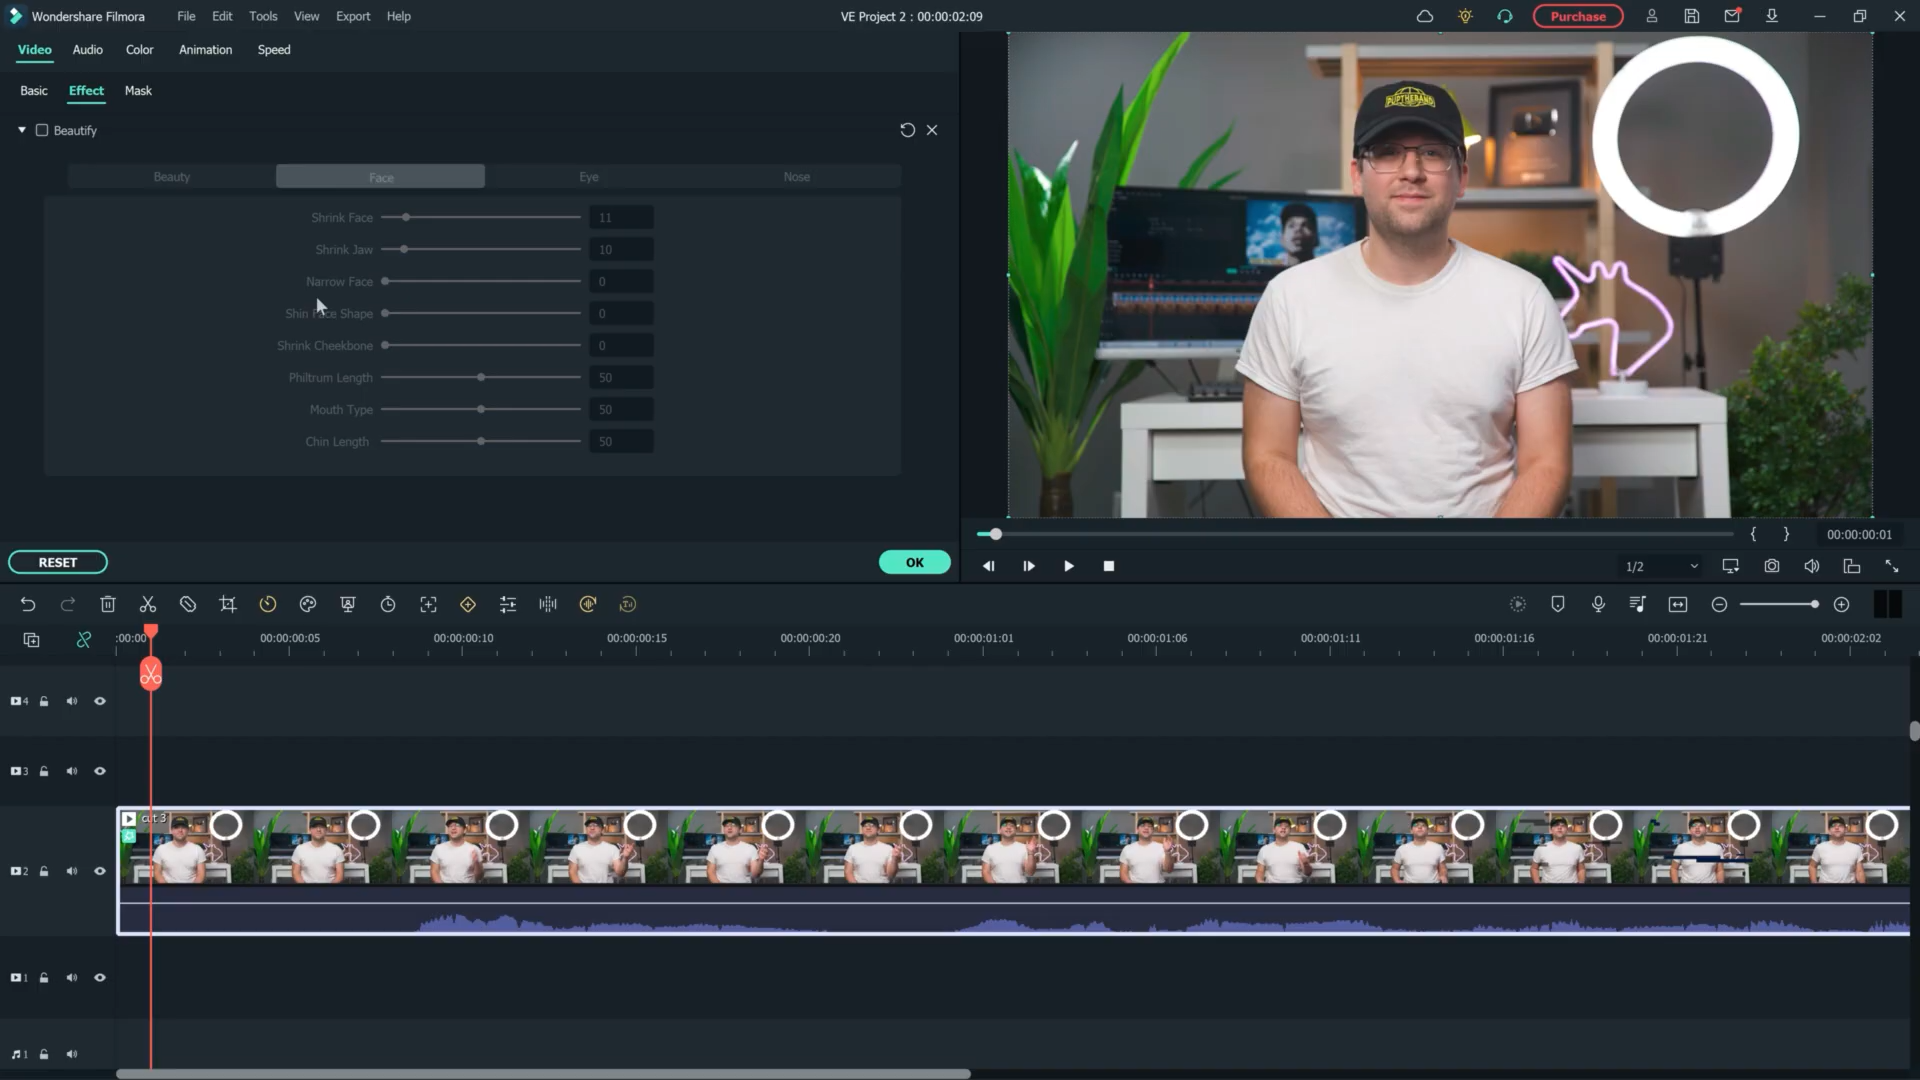 Wondershare Filmora File Edit Tools View Export Help VE Project 2 : 00:00:02:09 Purchase
Video Audio Color Animation Speed
Basic Effect Mask
Beautify
Beauty Face Eye Nose
Shrink Face 11
Shrink Jaw 10
Narrow Face 0
Shin Face Shape 0
Shrink Cheekbone 0
Philtrum Length 50
Mouth Type 50
Chin Length 50
RESET OK
PUPTHEBAND
{ } 00:00:00:01
1/2
:00:00 00:00:00:05 00:00:00:10 00:00:00:15 00:00:00:20 00:00:01:01 00:00:01:06 00:00:01:11 00:00:01:16 00:00:01:21 00:00:02:02
4
3
cut 3
2
1
1